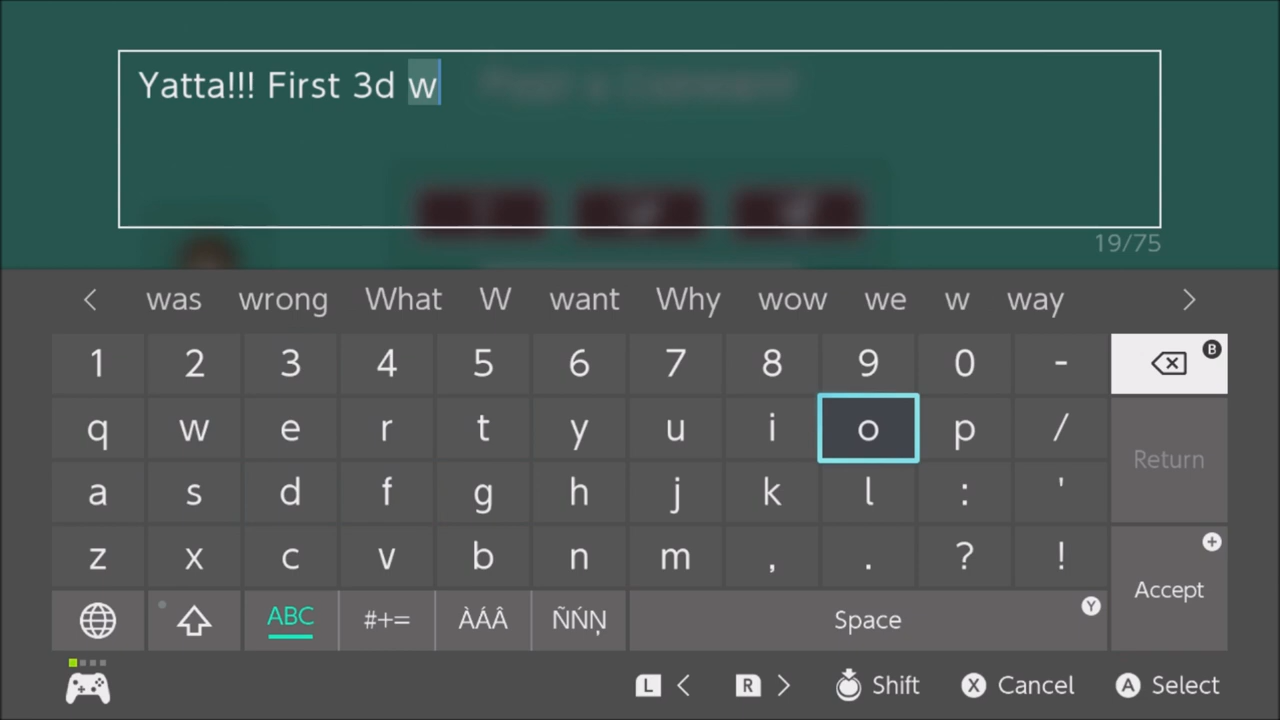 Yatta!!! First 3d w
19/75
was wrong What W want Why wow we w way
1 2 3 4 5 6 7 8 9 0 - B
q w e r t y u i o p /
Return
a s d f g h j k l : '
z x c v b n m , . ? !
Accept
ABC #+= ÀÁÂ ÑŃŅ Space Y
L R Shift X Cancel A Select